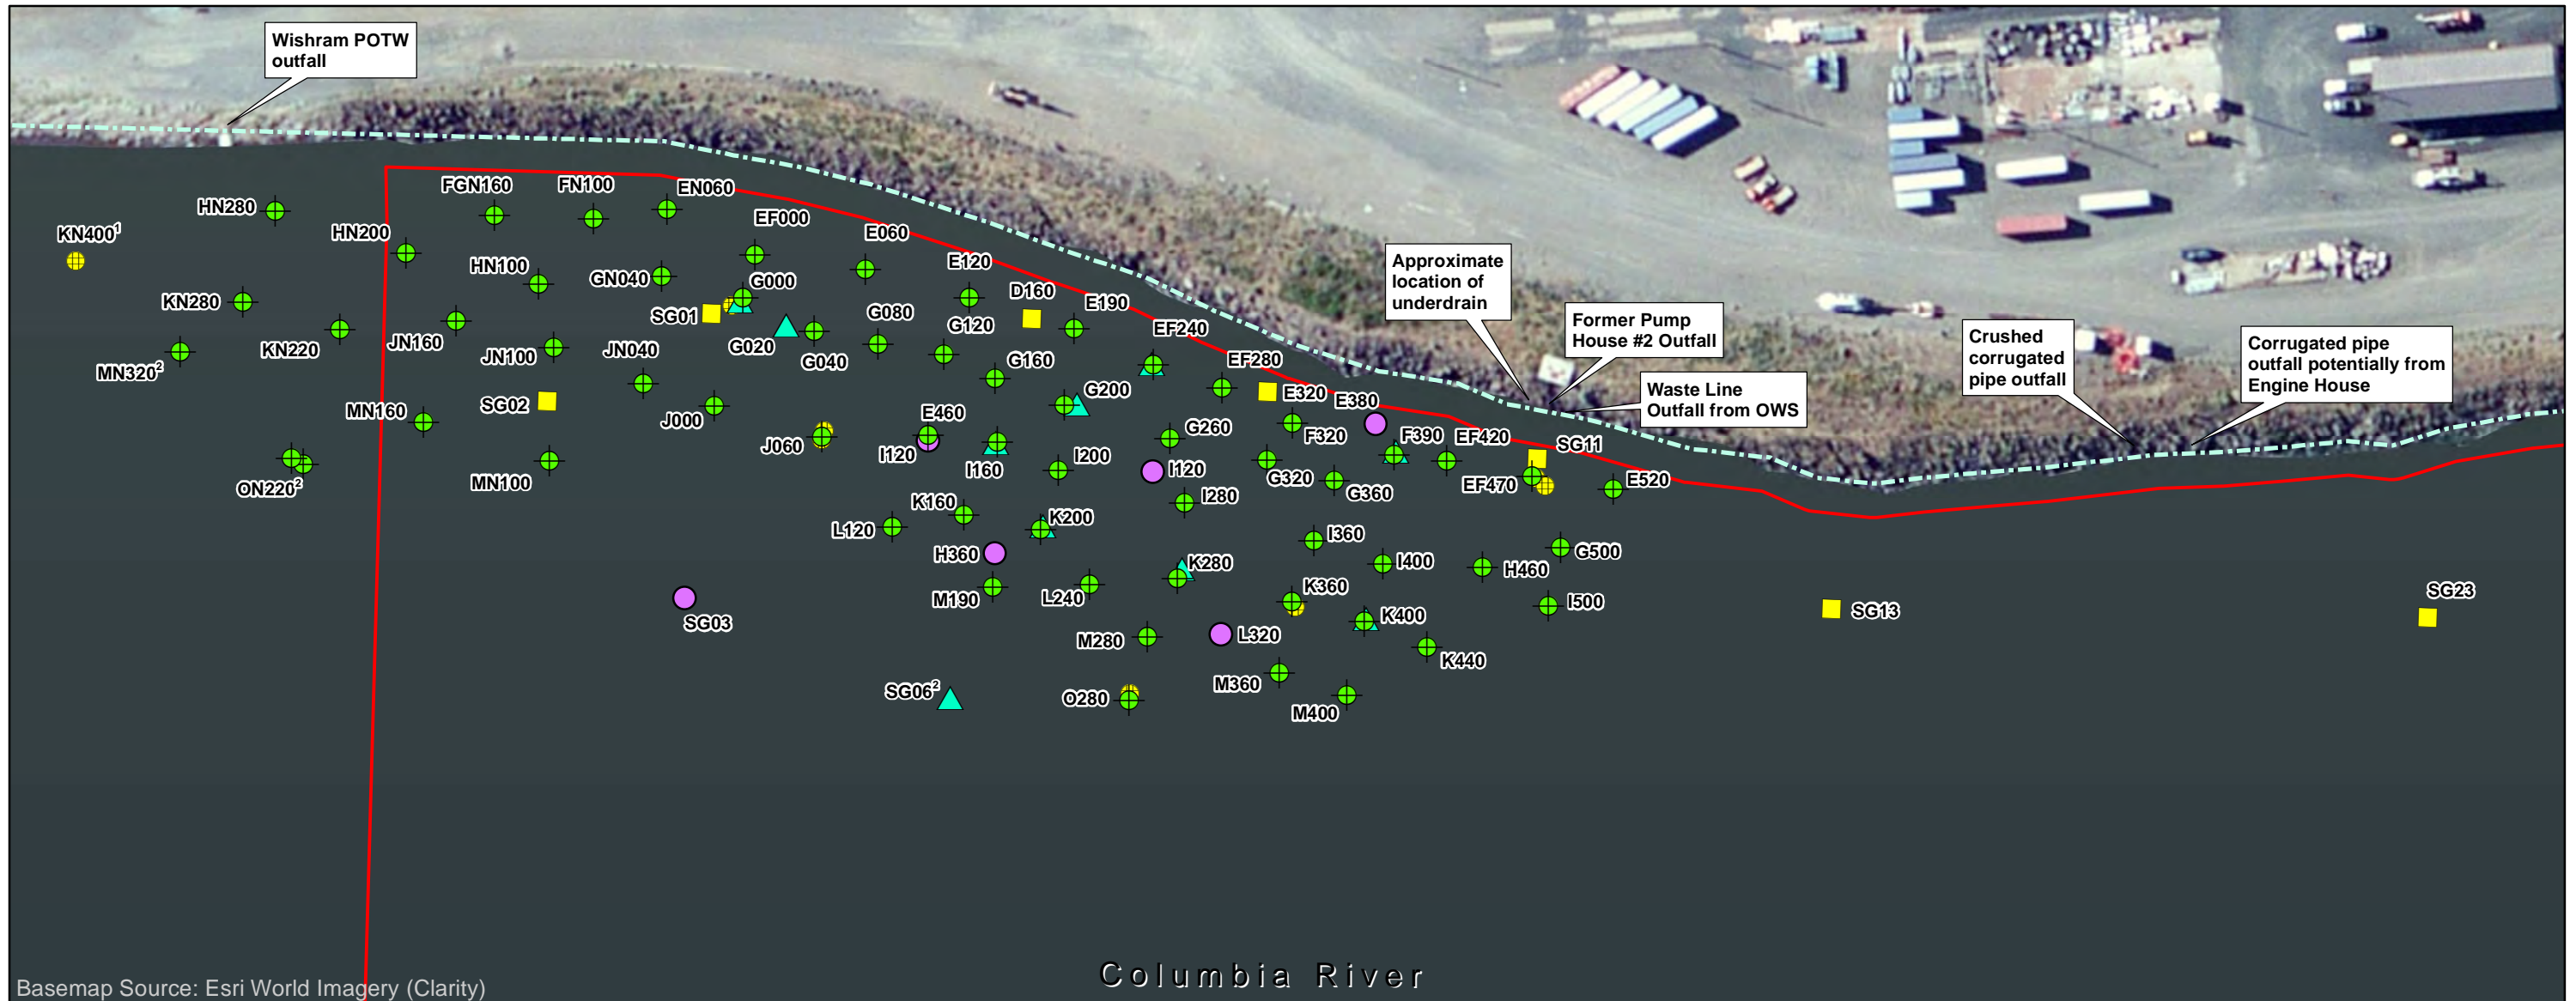 Wishram POTW
outfall
HN280
KN400¹
HN200
FGN160
FN100
EN060
EF000
E060
E120
D160
E190
EF240
EF280
E320
E380
HN100
GN040
G000
SG01
G020
G040
G080
G120
G160
G200
KN280
KN220
MN320²
JN160
JN100
JN040
J000
SG02
MN160
MN100
ON220²
J060
E460
I120
I160
I200
G260
I120
I280
F320
G320
G360
F390
EF420
SG11
EF470
E520
K160
L120
K200
H360
M190
L240
K280
I360
I400
H460
G500
I500
K360
K400
K440
SG03
M280
L320
M360
M400
SG06²
O280
SG13
SG23
Approximate
location of
underdrain
Former Pump
House #2 Outfall
Waste Line
Outfall from OWS
Crushed
corrugated
pipe outfall
Corrugated pipe
outfall potentially from
Engine House
Columbia River
Basemap Source: Esri World Imagery (Clarity)